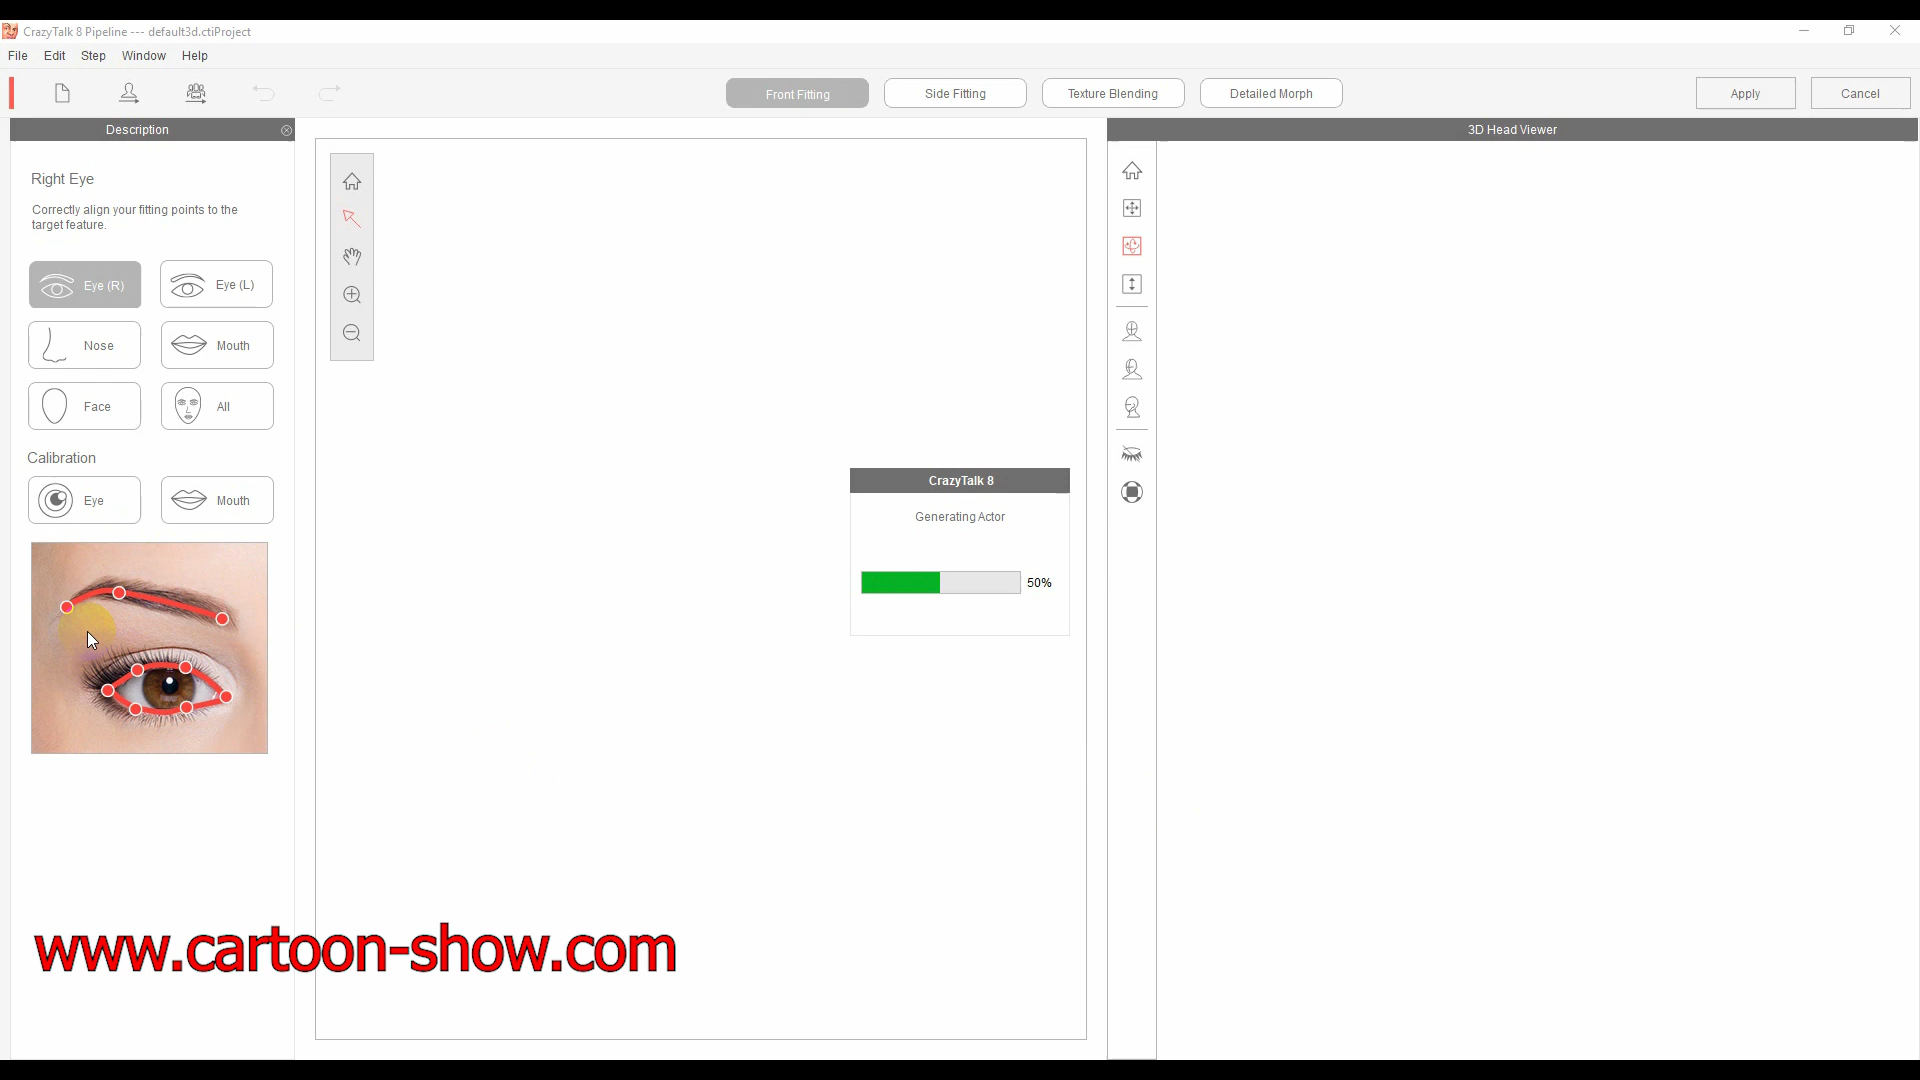 CrazyTalk 8 Pipeline --- default3d.ctiProject
File Edit Step Window Help
Front Fitting Side Fitting Texture Blending Detailed Morph Apply Cancel
Description
3D Head Viewer
Right Eye
Correctly align your fitting points to the
target feature.
Eye (R) Eye (L)
Nose Mouth
Face All
Calibration
Eye Mouth
CrazyTalk 8
Generating Actor
50%
www.cartoon-show.com